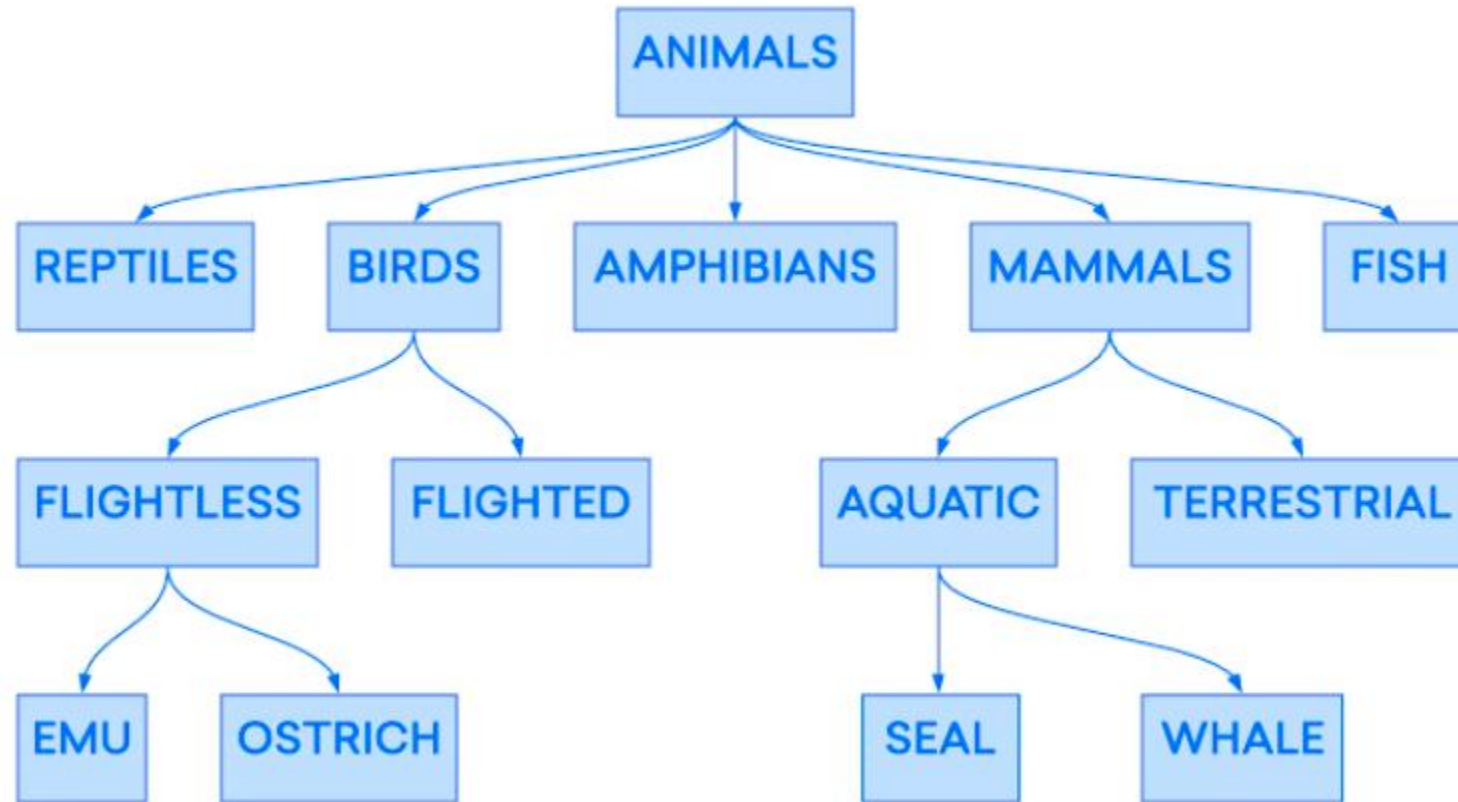 ANIMALS
REPTILES
BIRDS
AMPHIBIANS
MAMMALS
FISH
FLIGHTLESS
FLIGHTED
AQUATIC
TERRESTRIAL
EMU
OSTRICH
SEAL
WHALE